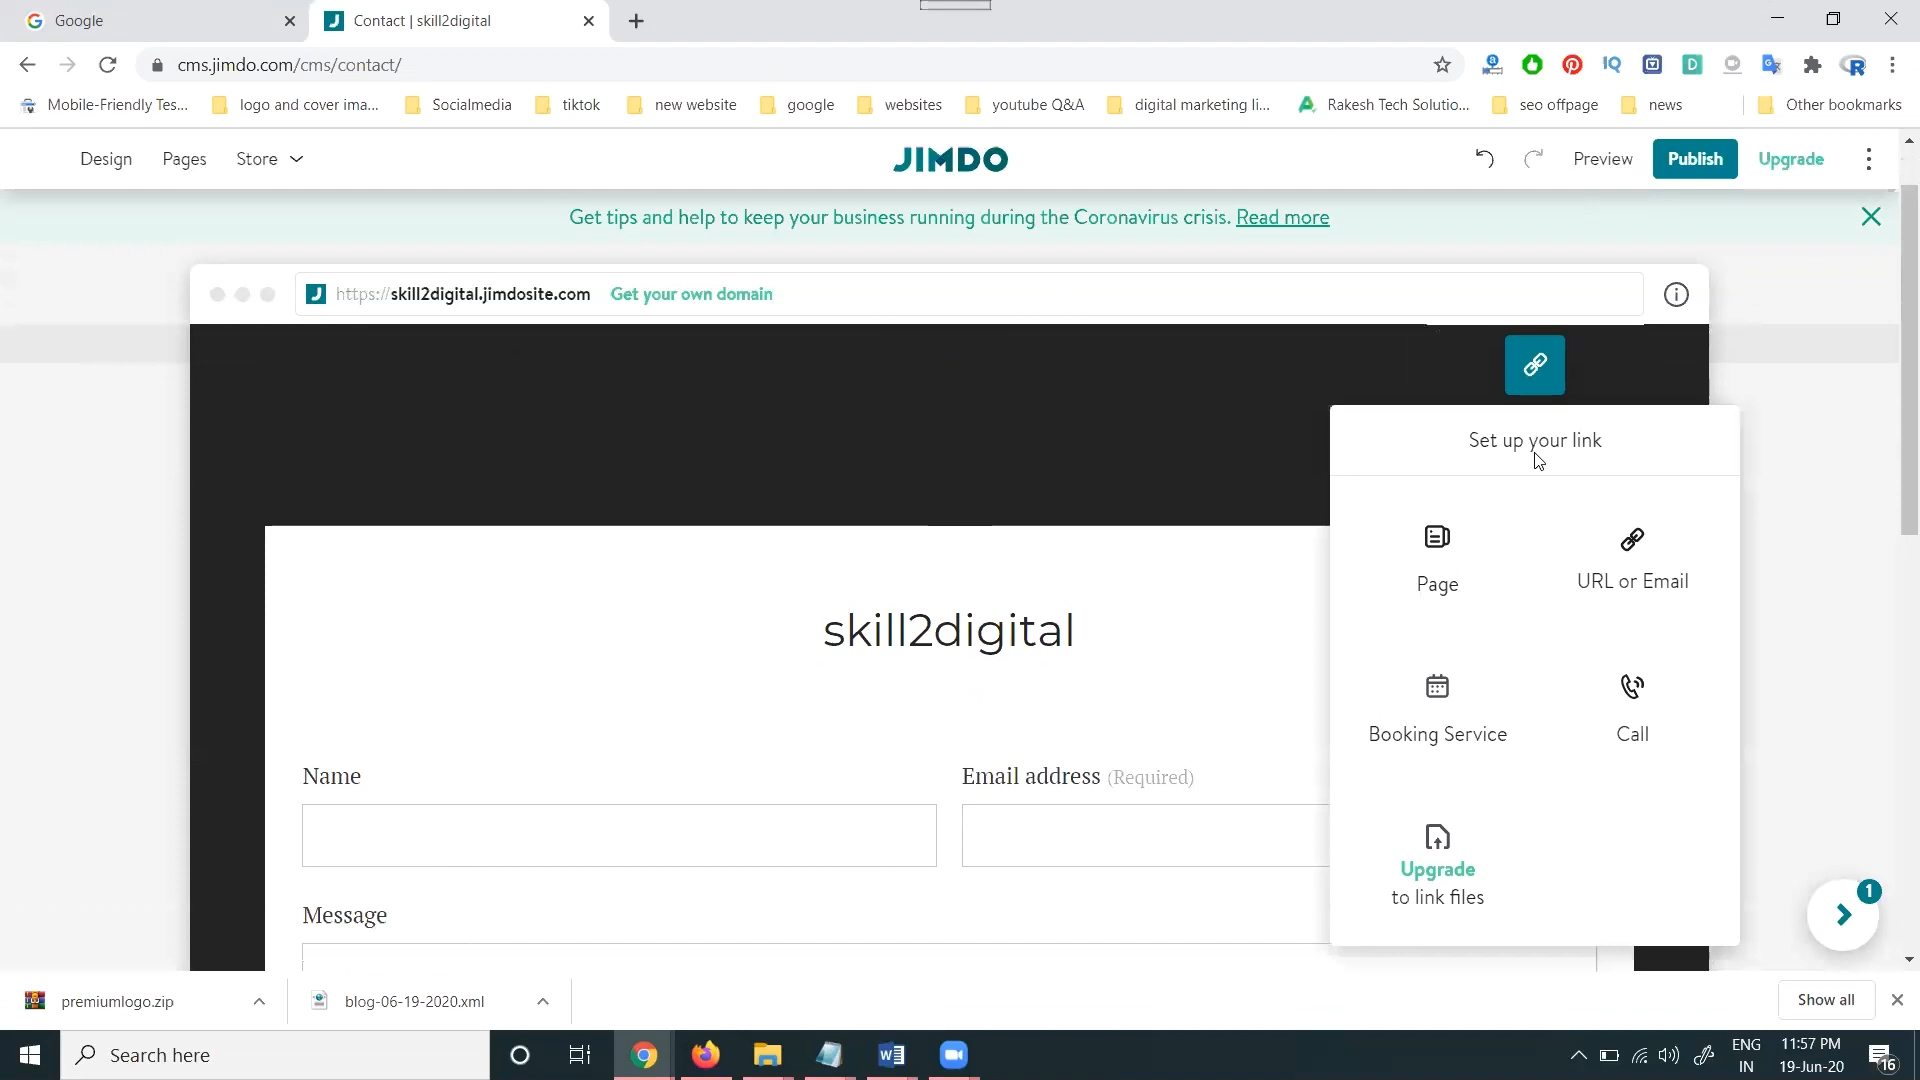 Google
Contact | skill2digital
cms.jimdo.com/cms/contact/
Mobile-Friendly Tes...
logo and cover ima...
Socialmedia
tiktok
new website
google
websites
youtube Q&A
digital marketing li...
Rakesh Tech Solutio...
seo offpage
news
Other bookmarks
Design
Pages
Store
JIMDO
Preview
Publish
Upgrade
Get tips and help to keep your business running during the Coronavirus crisis. Read more
https://skill2digital.jimdosite.com
Get your own domain
Set up your link
Page
URL or Email
skill2digital
Booking Service
Call
Name
Email address (Required)
Upgrade
to link files
Message
1
premiumlogo.zip
blog-06-19-2020.xml
Show all
Search here
ENG
IN
11:57 PM
19-Jun-20
16